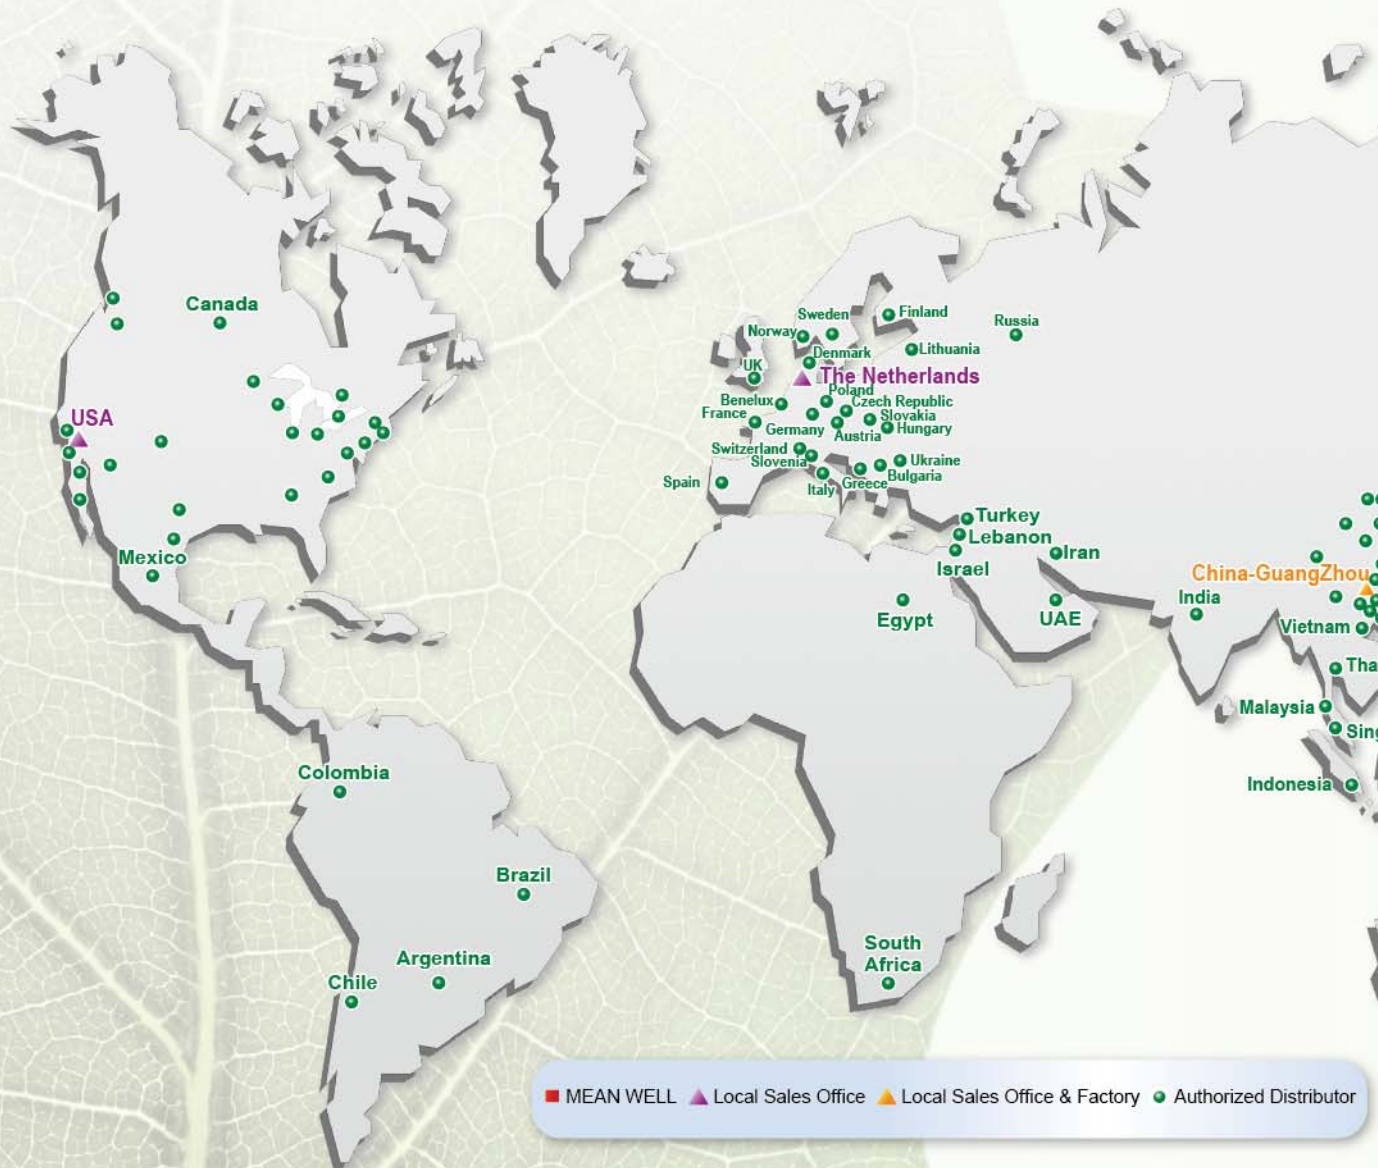 Canada
USA
Mexico
Colombia
Brazil
Argentina
Chile
Sweden
Finland
Norway
Russia
Denmark
Lithuania
UK
The Netherlands
Poland
Benelux
Czech Republic
France
Slovakia
Germany
Austria
Hungary
Switzerland
Slovenia
Ukraine
Spain
Italy
Greece
Bulgaria
Turkey
Lebanon
Iran
Israel
Egypt
UAE
South
Africa
China-GuangZhou
India
Vietnam
Tha
Malaysia
Sing
Indonesia
MEAN WELL Local Sales Office Local Sales Office & Factory Authorized Distributor